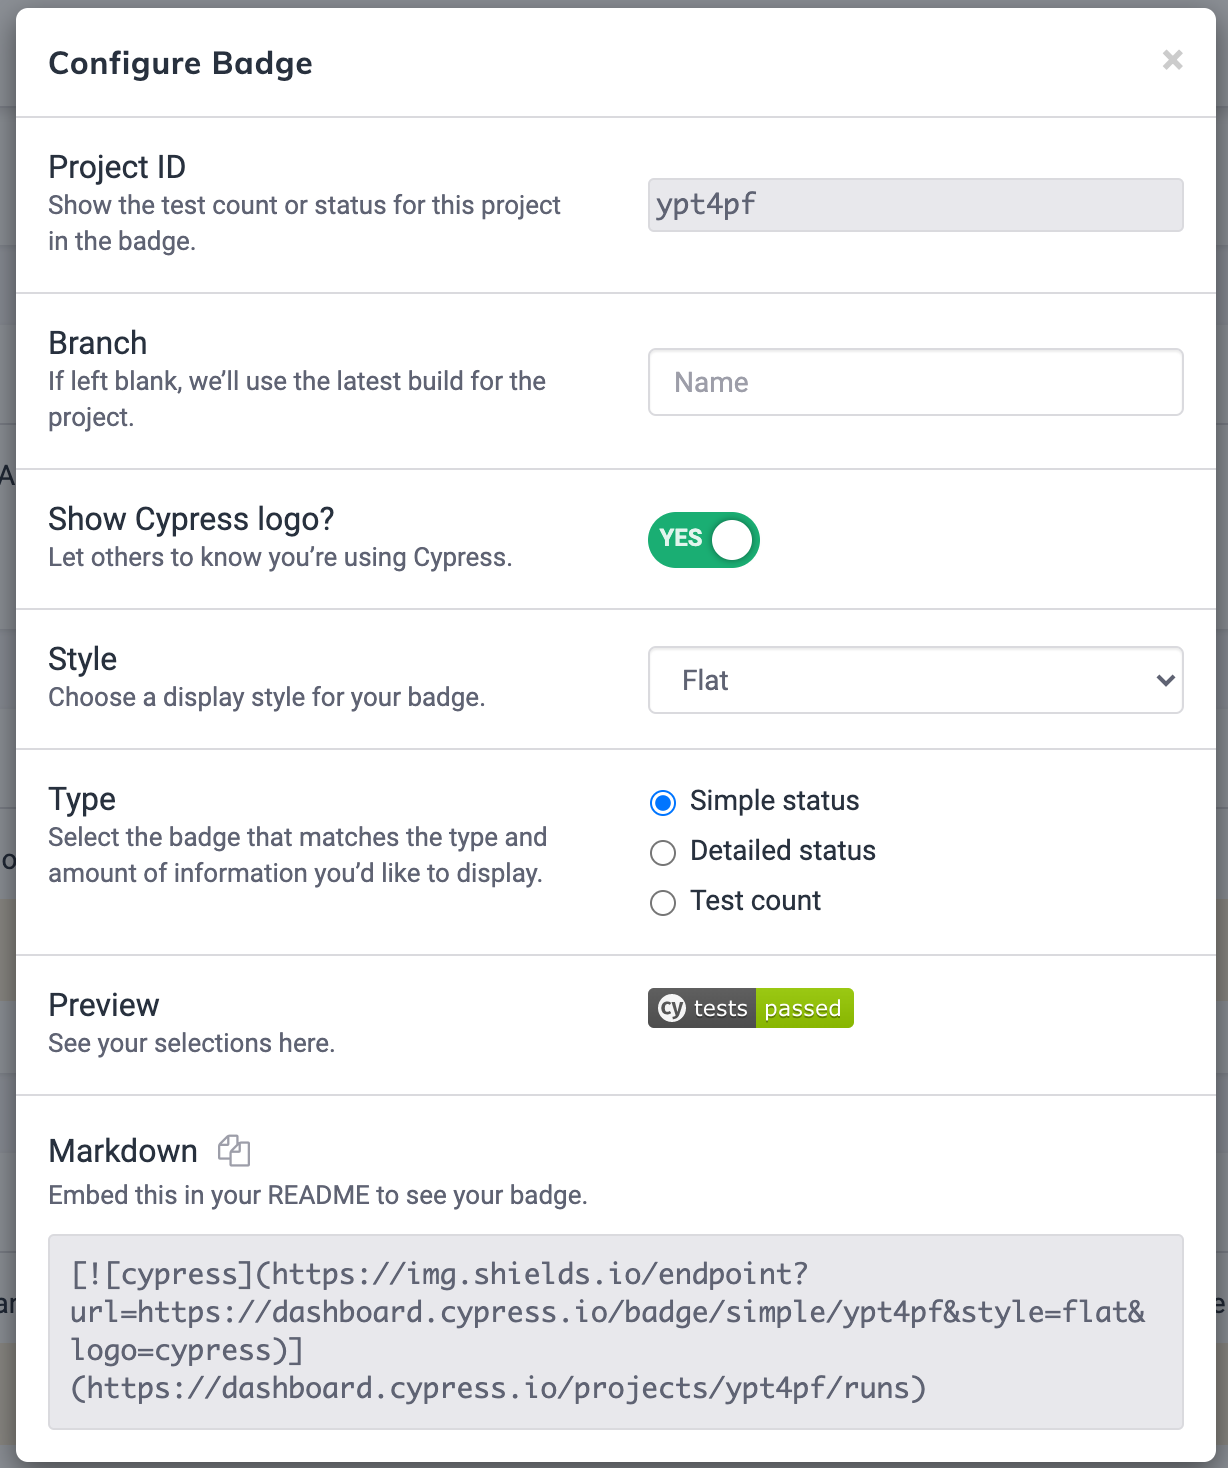 Configure Badge
×
Project ID
Show the test count or status for this project
in the badge.
ypt4pf
Branch
If left blank, we’ll use the latest build for the
project.
Name
Show Cypress logo?
Let others to know you’re using Cypress.
YES
Style
Choose a display style for your badge.
Flat
Type
Select the badge that matches the type and
amount of information you’d like to display.
Simple status
Detailed status
Test count
Preview
See your selections here.
cy tests passed
Markdown
Embed this in your README to see your badge.
[![cypress](https://img.shields.io/endpoint?
url=https://dashboard.cypress.io/badge/simple/ypt4pf&style=flat&
logo=cypress)]
(https://dashboard.cypress.io/projects/ypt4pf/runs)